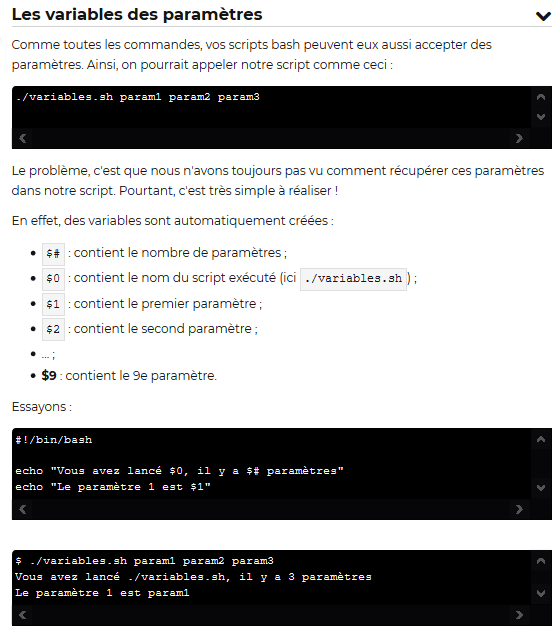 Les variables des paramètres
Comme toutes les commandes, vos scripts bash peuvent eux aussi accepter des
paramètres. Ainsi, on pourrait appeler notre script comme ceci :
./variables.sh param1 param2 param3
Le problème, c'est que nous n'avons toujours pas vu comment récupérer ces paramètres
dans notre script. Pourtant, c'est très simple à réaliser !
En effet, des variables sont automatiquement créées :
• $# : contient le nombre de paramètres ;
• $0 : contient le nom du script exécuté (ici ./variables.sh ) ;
• $1 : contient le premier paramètre ;
• $2 : contient le second paramètre ;
• ... ;
• $9 : contient le 9e paramètre.
Essayons :
#!/bin/bash
echo "Vous avez lancé $0, il y a $# paramètres"
echo "Le paramètre 1 est $1"
$ ./variables.sh param1 param2 param3
Vous avez lancé ./variables.sh, il y a 3 paramètres
Le paramètre 1 est param1